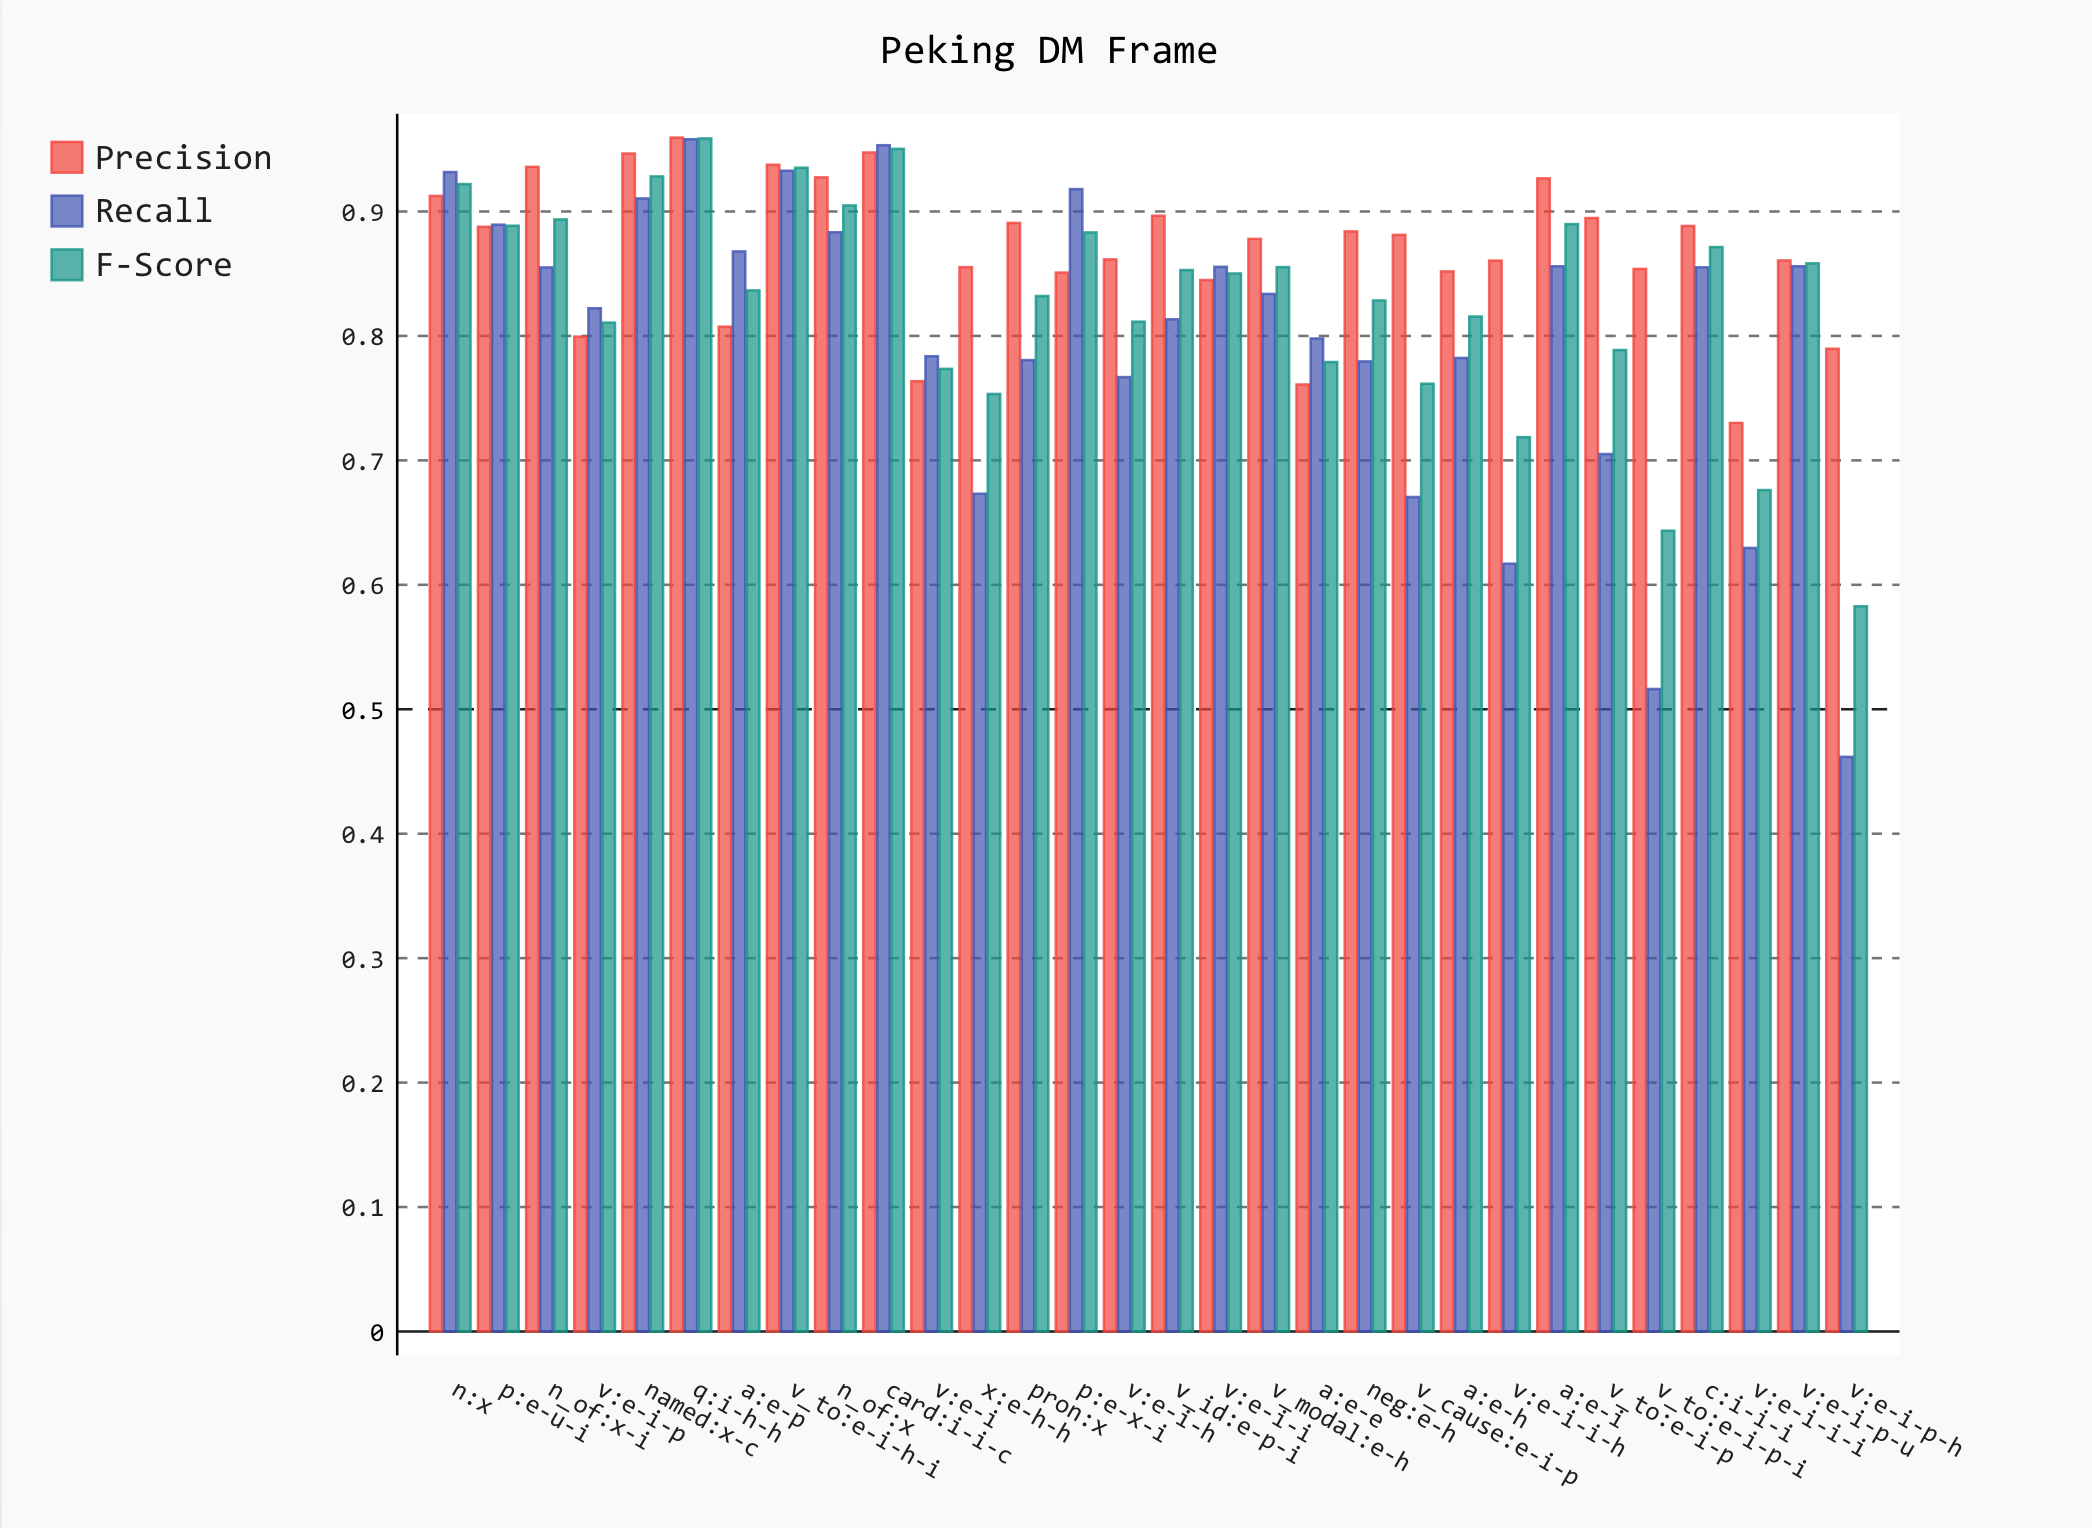 Peking DM Frame
Precision
Recall
F-Score
0.9
0.8
0.7
0.6
0.5
0.4
0.3
0.2
0.1
0
n:x
p:e-u-i
n_of:x-i
v:e-i-p
named:x-c
q:i-h-h
a:e-p
v_to:e-i-h-i
n_of:x
card:i-i-c
v:e-i
x:e-h-h
pron:x
p:e-x-i
v:e-i-h
v_id:e-p-i
v:e-i-i
v_modal:e-h
a:e-e
neg:e-h
v_cause:e-i-p
a:e-h
v:e-i-i-h
a:e-i
v_to:e-i-p
v_to:e-i-p-i
c:i-i-i
v:e-i-i-i
v:e-i-p-u
v:e-i-p-h